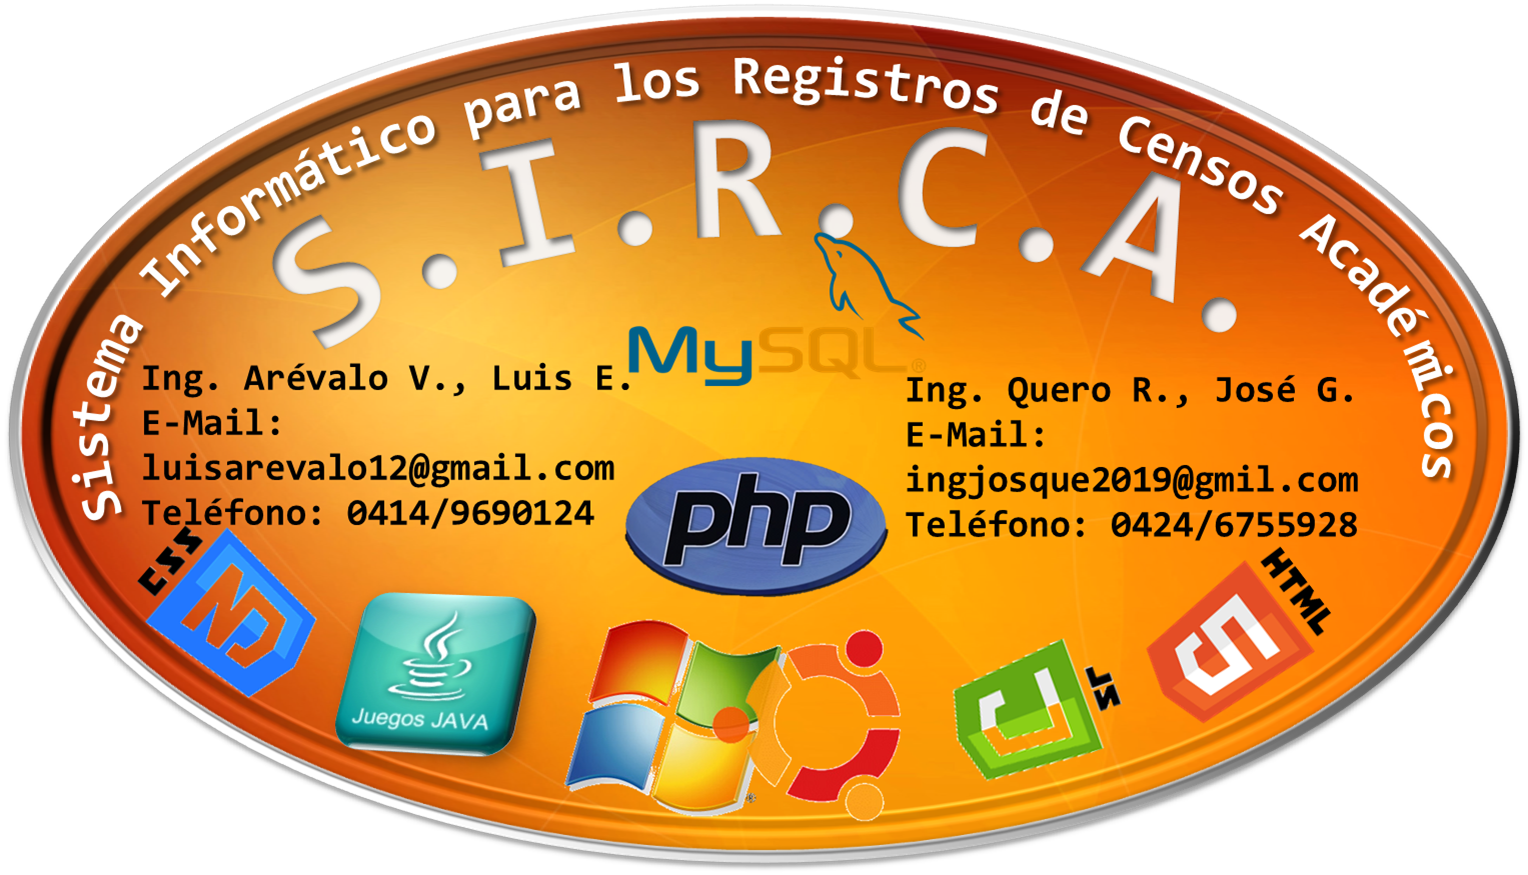 Sistema Informático para los Registros de Censos Académicos
S.I.R.C.A.
MySQL®
Ing. Arévalo V., Luis E.
E-Mail:
luisarevalo12@gmail.com
Teléfono: 0414/9690124
Ing. Quero R., José G.
E-Mail:
ingjosque2019@gmil.com
Teléfono: 0424/6755928
php
CSS
Juegos JAVA
JS
HTML
5